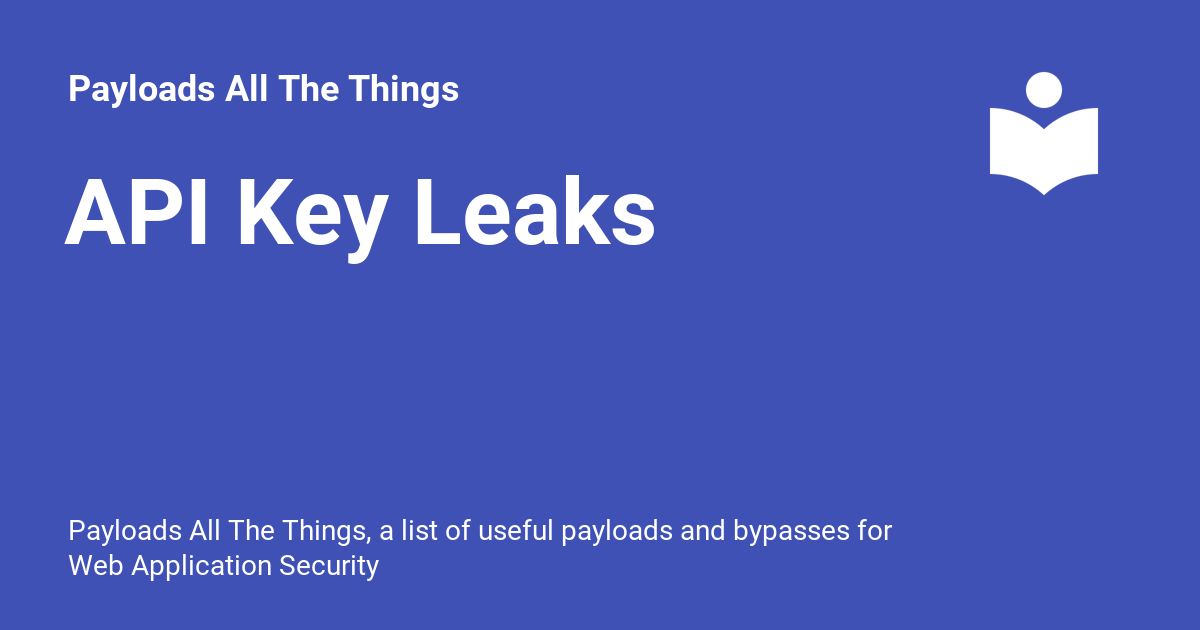 Payloads All The Things
API Key Leaks
Payloads All The Things, a list of useful payloads and bypasses for
Web Application Security